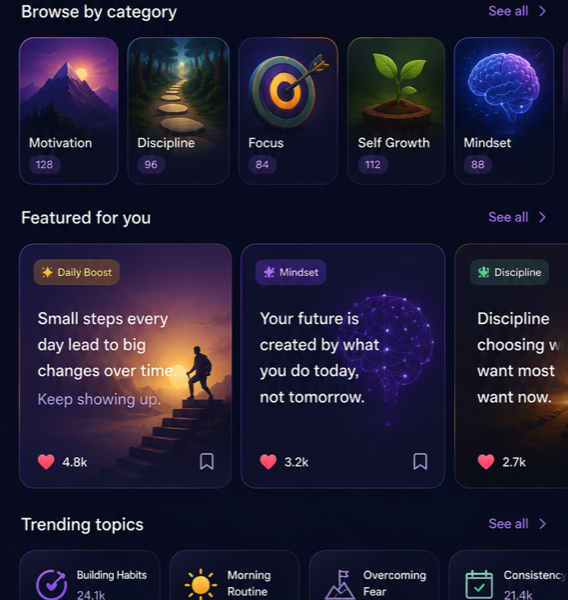 Browse by category
See all
Motivation
128
Discipline
96
Focus
84
Self Growth
112
Mindset
88
Featured for you
See all
Daily Boost
Small steps every
day lead to big
changes over time.
Keep showing up.
4.8k
Mindset
Your future is
created by what
you do today,
not tomorrow.
3.2k
Discipline
Discipline
choosing
want most
want now.
2.7k
Trending topics
See all
Building Habits
24.1k
Morning
Routine
Overcoming
Fear
Consistency
21.4k